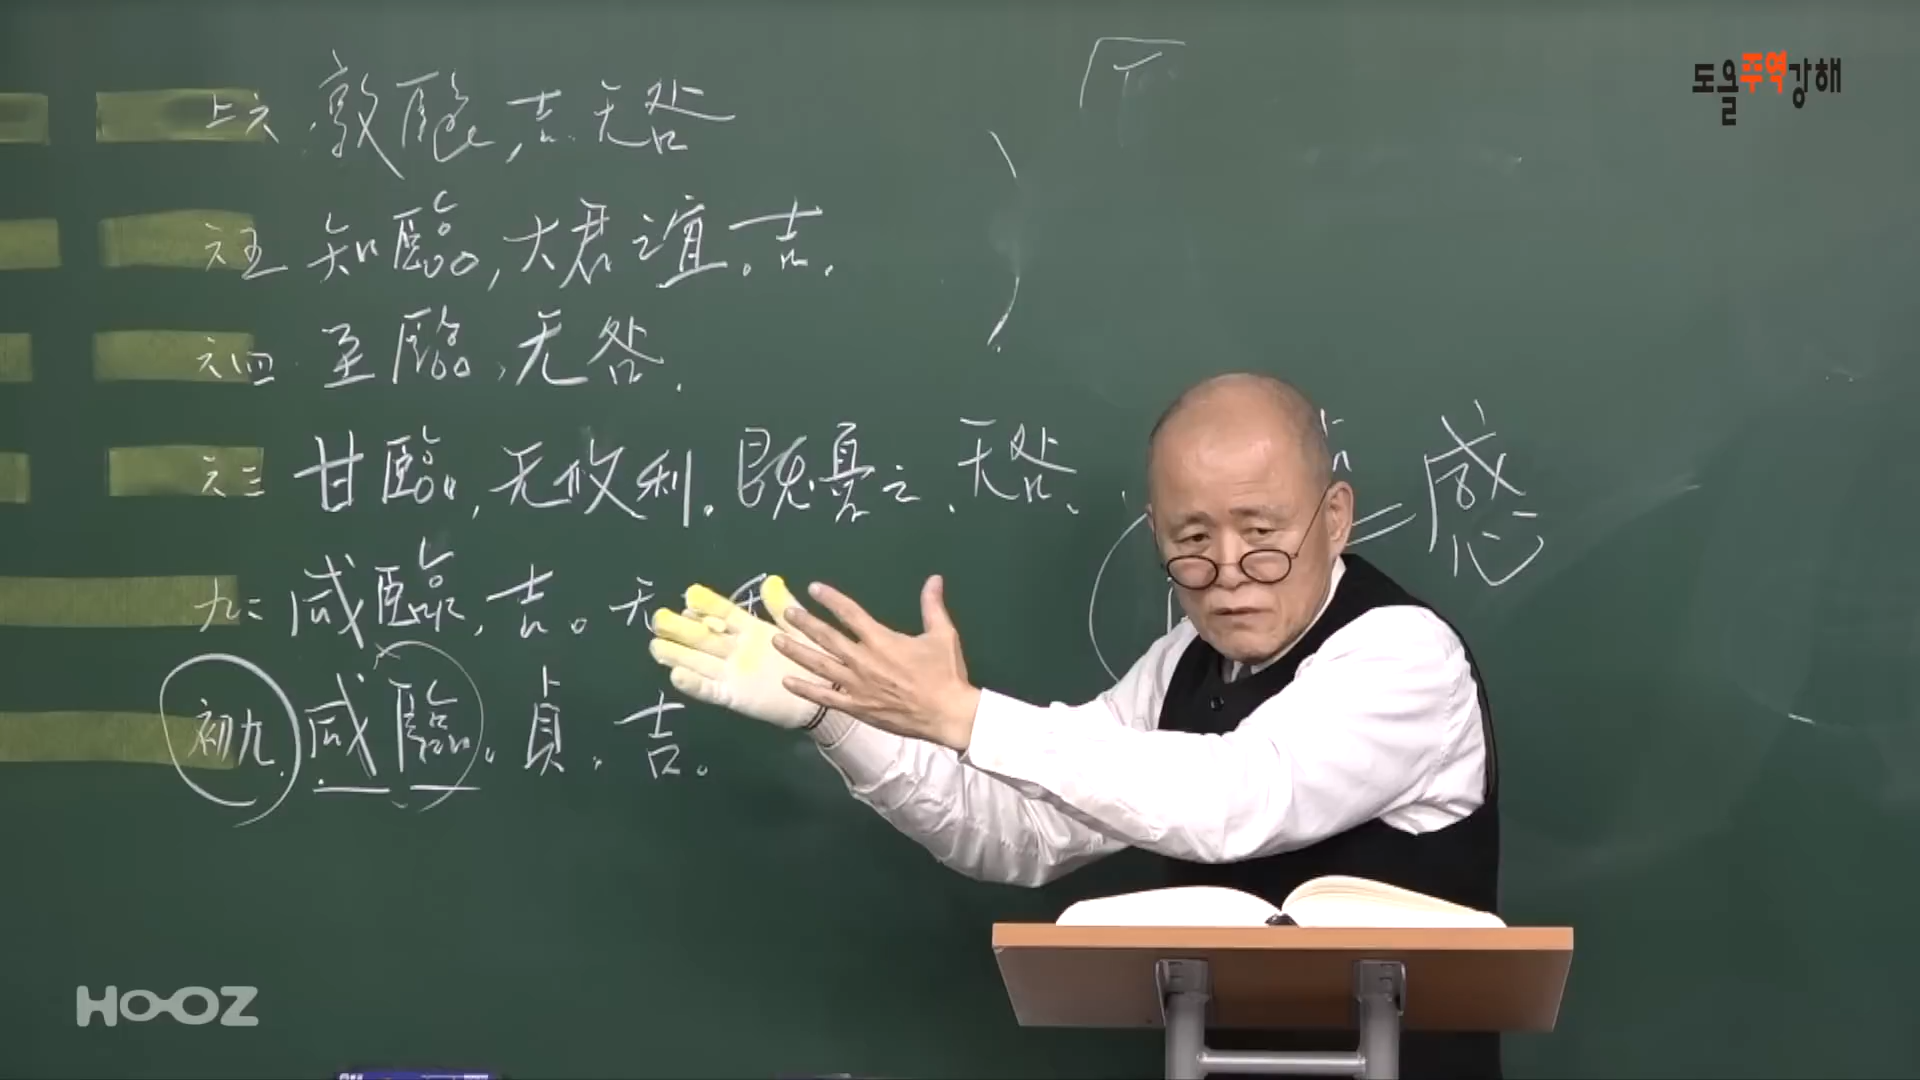 도올주역강해
上六 敦臨, 吉. 无咎
六五 知臨, 大君之宜. 吉.
六四. 至臨, 无咎.
六三 甘臨, 无攸利. 旣憂之. 无咎.
九二 咸臨, 吉. 无
初九. 咸臨. 貞. 吉.
= 感
HOOZ